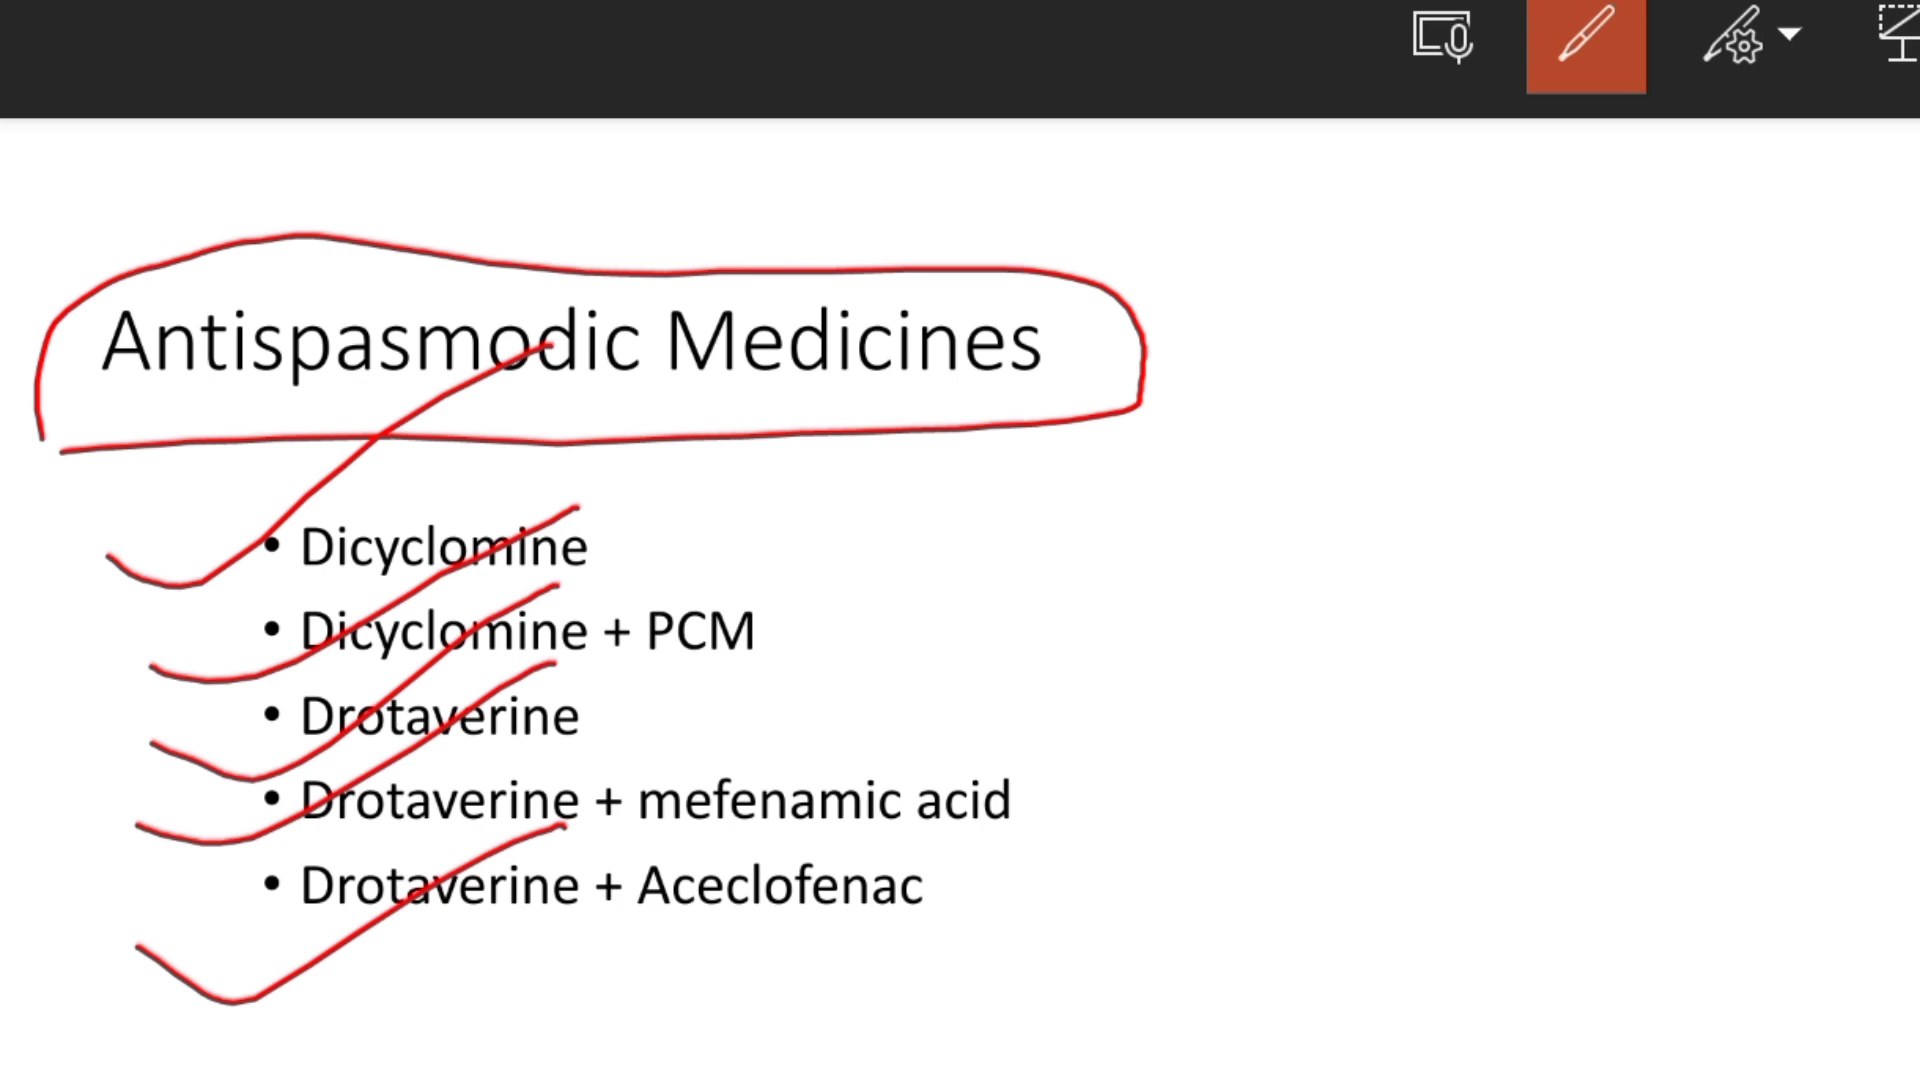 Antispasmodic Medicines
• Dicyclomine
• Dicyclomine + PCM
• Drotaverine
• Drotaverine + mefenamic acid
• Drotaverine + Aceclofenac